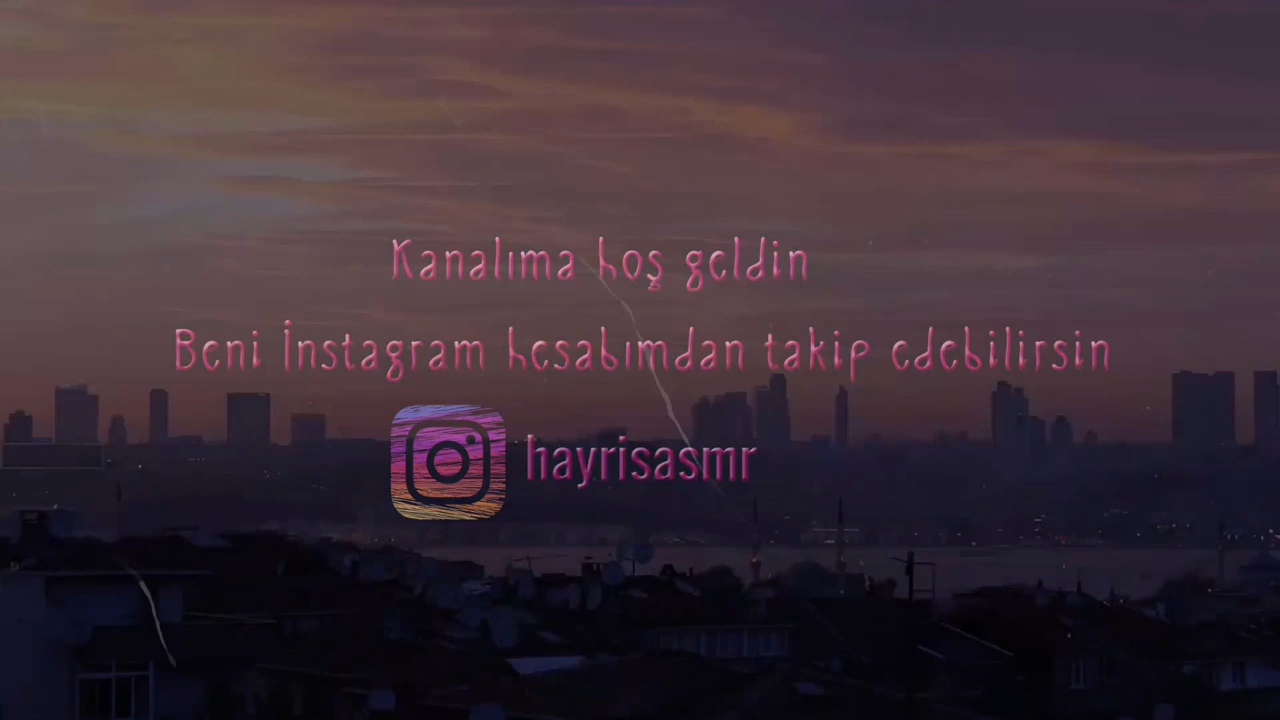 Kanalıma hoş geldin
Beni İnstagram hesabımdan takip edebilirsin
hayrisasmr